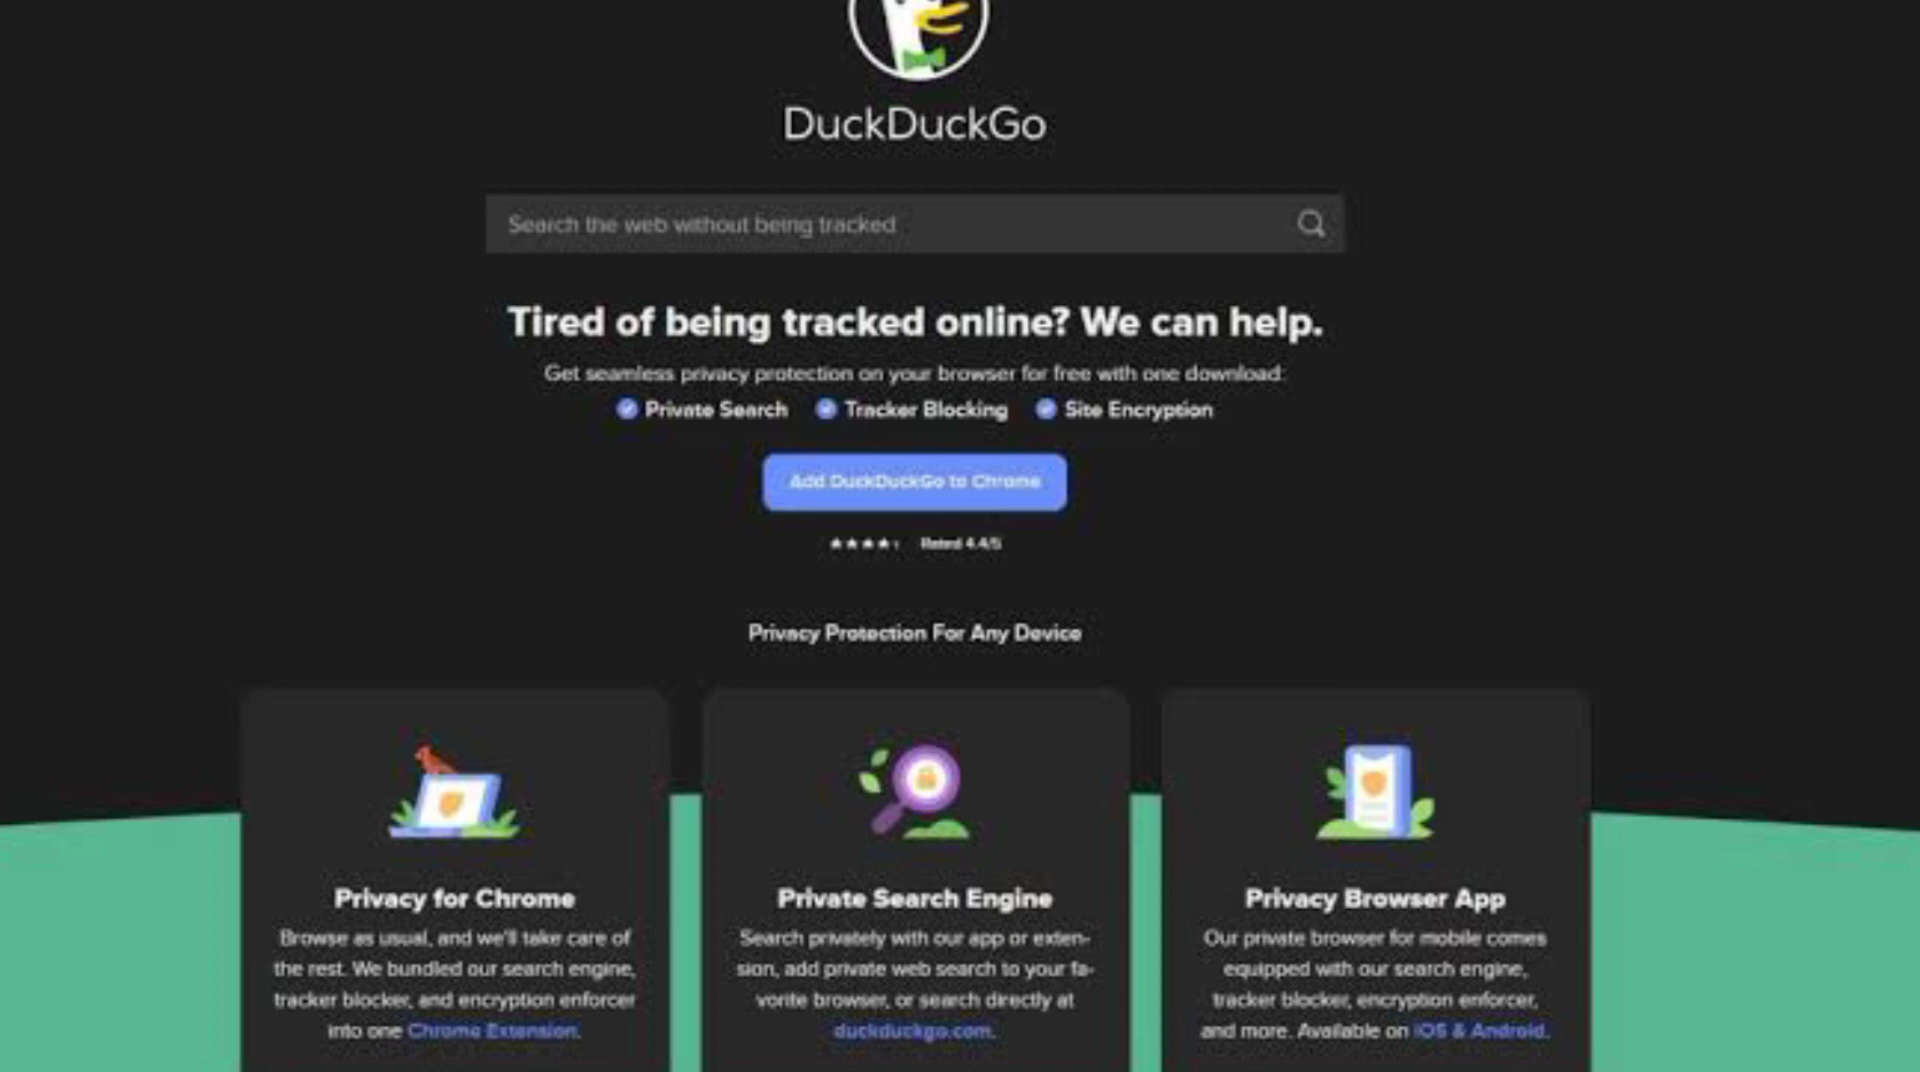 DuckDuckGo
Search the web without being tracked
Tired of being tracked online? We can help.
Get seamless privacy protection on your browser for free with one download:
Private Search Tracker Blocking Site Encryption
Add DuckDuckGo to Chrome
Rated 4.4/5
Privacy Protection For Any Device
Privacy for Chrome
Browse as usual, and we'll take care of
the rest. We bundled our search engine,
tracker blocker, and encryption enforcer
into one Chrome Extension.
Private Search Engine
Search privately with our app or exten-
sion, add private web search to your fa-
vorite browser, or search directly at
duckduckgo.com.
Privacy Browser App
Our private browser for mobile comes
equipped with our search engine,
tracker blocker, encryption enforcer,
and more. Available on iOS & Android.